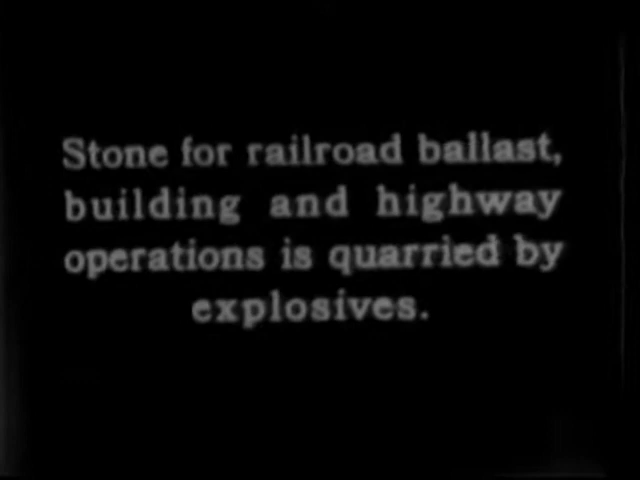 Stone for railroad ballast,
building and highway
operations is quarried by
explosives.